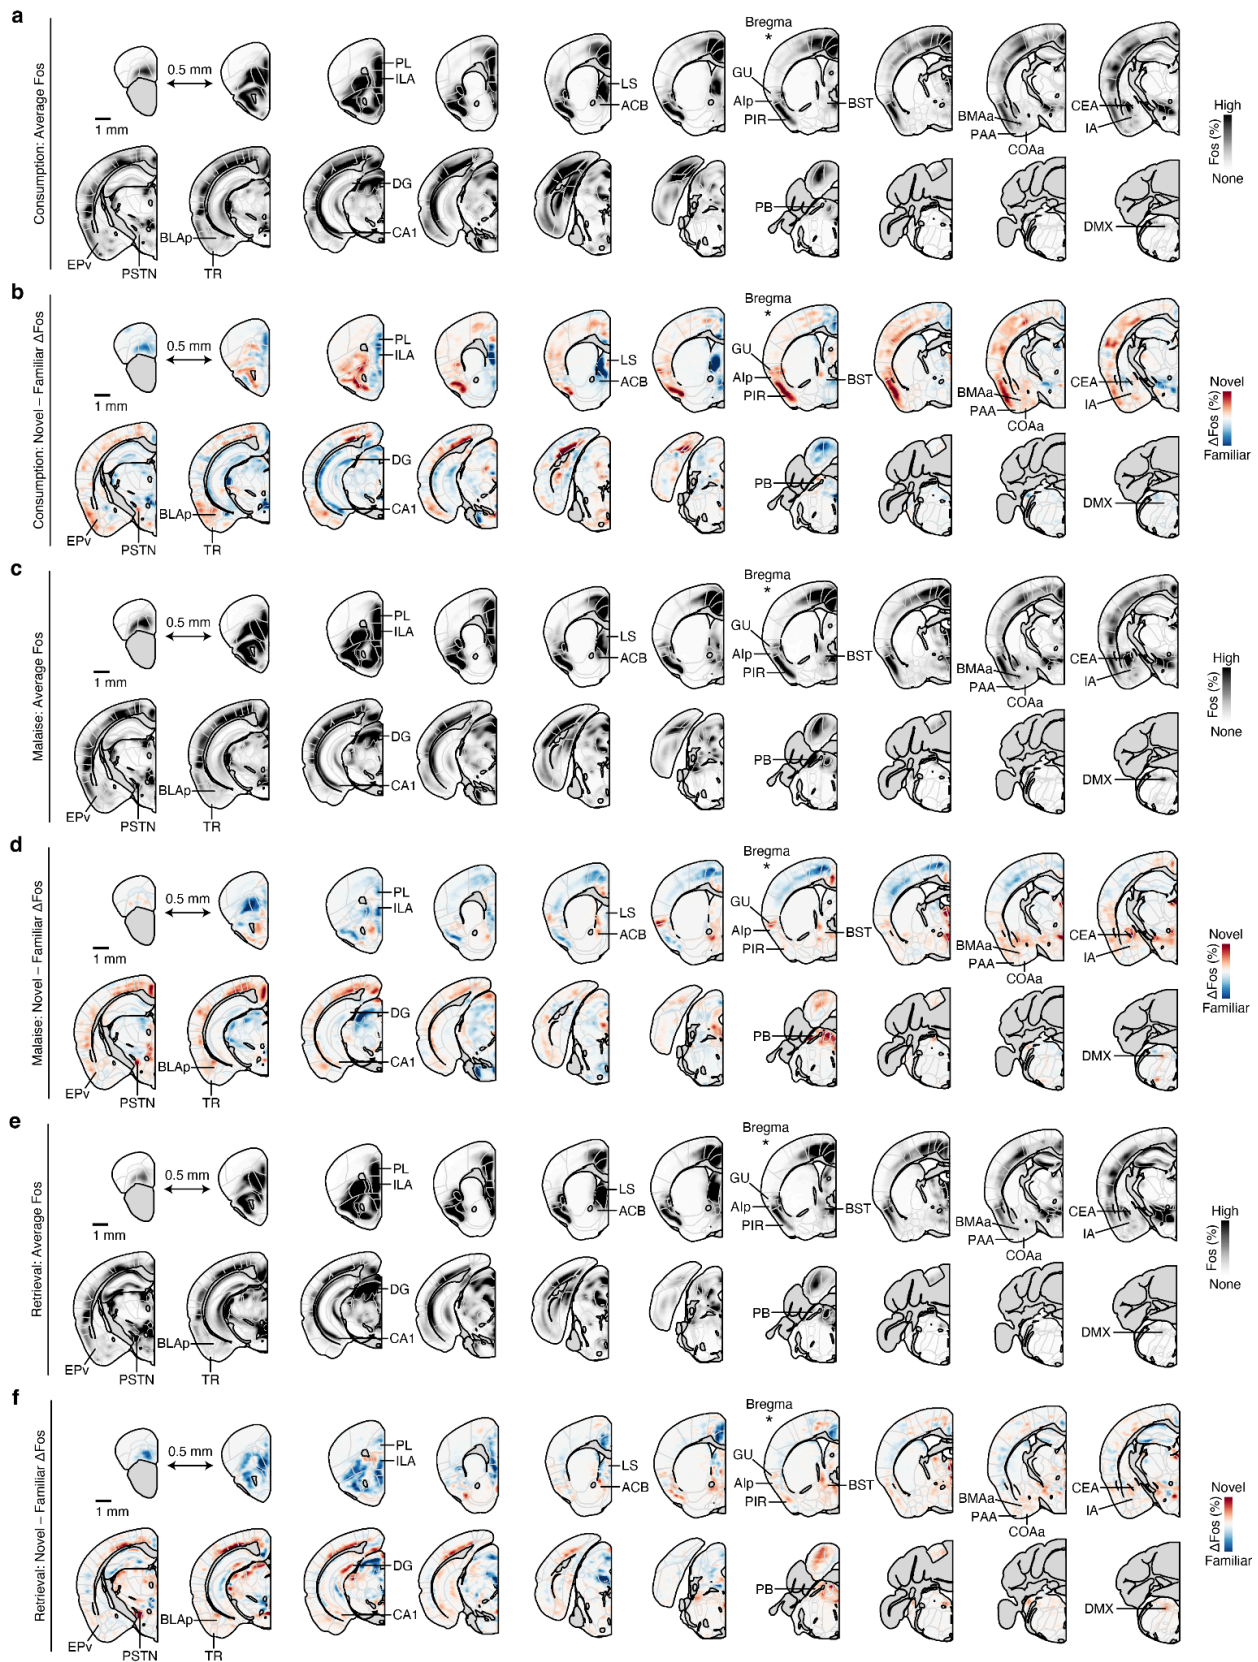 a
Consumption: Average Fos
0.5 mm
1 mm
PL
ILA
LS
ACB
Bregma
*
GU
AIp
PIR
BST
BMAa
PAA
COAa
CEA
IA
High
Fos (%)
None
EPv
PSTN
BLAp
TR
DG
CA1
PB
DMX
b
Consumption: Novel – Familiar ΔFos
0.5 mm
1 mm
PL
ILA
LS
ACB
Bregma
*
GU
AIp
PIR
BST
BMAa
PAA
COAa
CEA
IA
Novel
ΔFos (%)
Familiar
EPv
PSTN
BLAp
TR
DG
CA1
PB
DMX
c
Malaise: Average Fos
0.5 mm
1 mm
PL
ILA
LS
ACB
Bregma
*
GU
AIp
PIR
BST
BMAa
PAA
COAa
CEA
IA
High
Fos (%)
None
EPv
PSTN
BLAp
TR
DG
CA1
PB
DMX
d
Malaise: Novel – Familiar ΔFos
0.5 mm
1 mm
PL
ILA
LS
ACB
Bregma
*
GU
AIp
PIR
BST
BMAa
PAA
COAa
CEA
IA
Novel
ΔFos (%)
Familiar
EPv
PSTN
BLAp
TR
DG
CA1
PB
DMX
e
Retrieval: Average Fos
0.5 mm
1 mm
PL
ILA
LS
ACB
Bregma
*
GU
AIp
PIR
BST
BMAa
PAA
COAa
CEA
IA
High
Fos (%)
None
EPv
PSTN
BLAp
TR
DG
CA1
PB
DMX
f
Retrieval: Novel – Familiar ΔFos
0.5 mm
1 mm
PL
ILA
LS
ACB
Bregma
*
GU
AIp
PIR
BST
BMAa
PAA
COAa
CEA
IA
Novel
ΔFos (%)
Familiar
EPv
PSTN
BLAp
TR
DG
CA1
PB
DMX